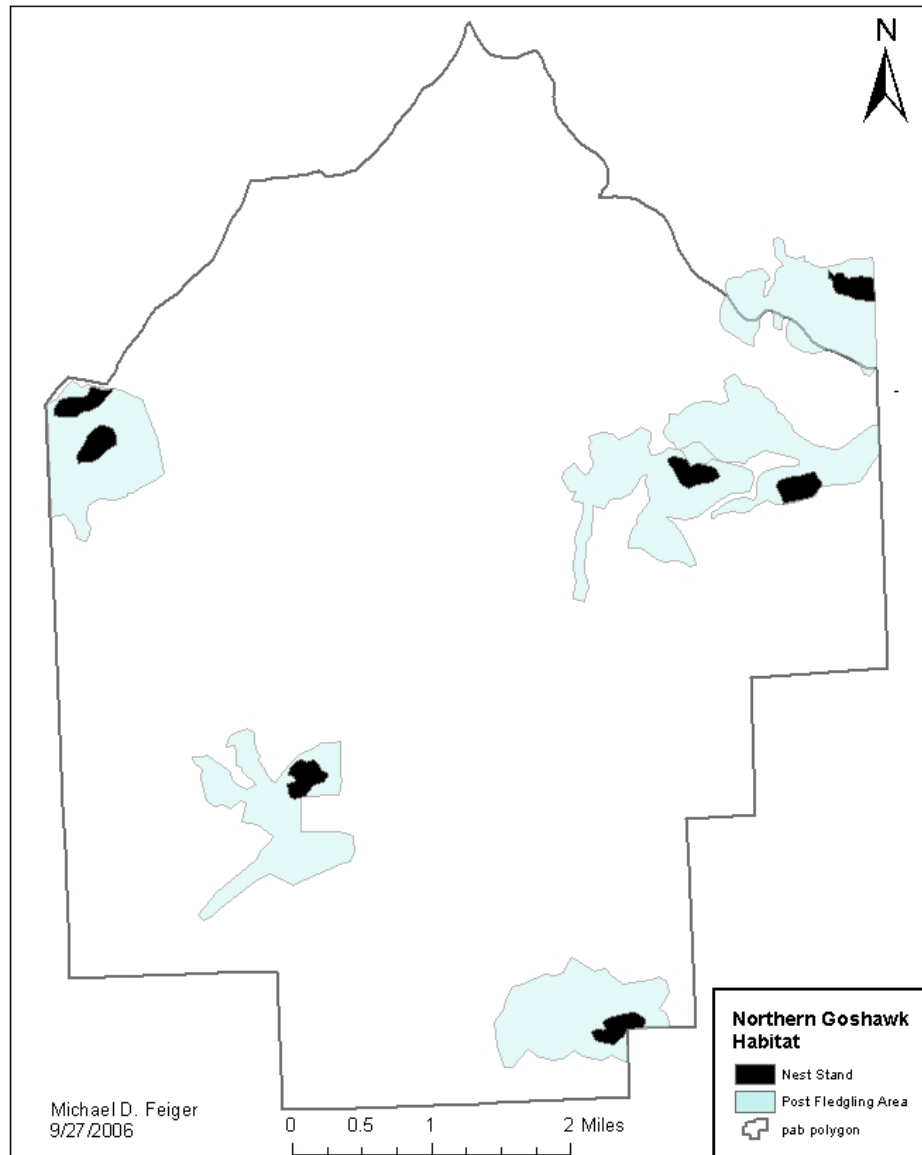 N
Northern Goshawk
Habitat
Nest Stand
Post Fledgling Area
pab polygon
Michael D. Feiger
9/27/2006
0 0.5 1 2 Miles